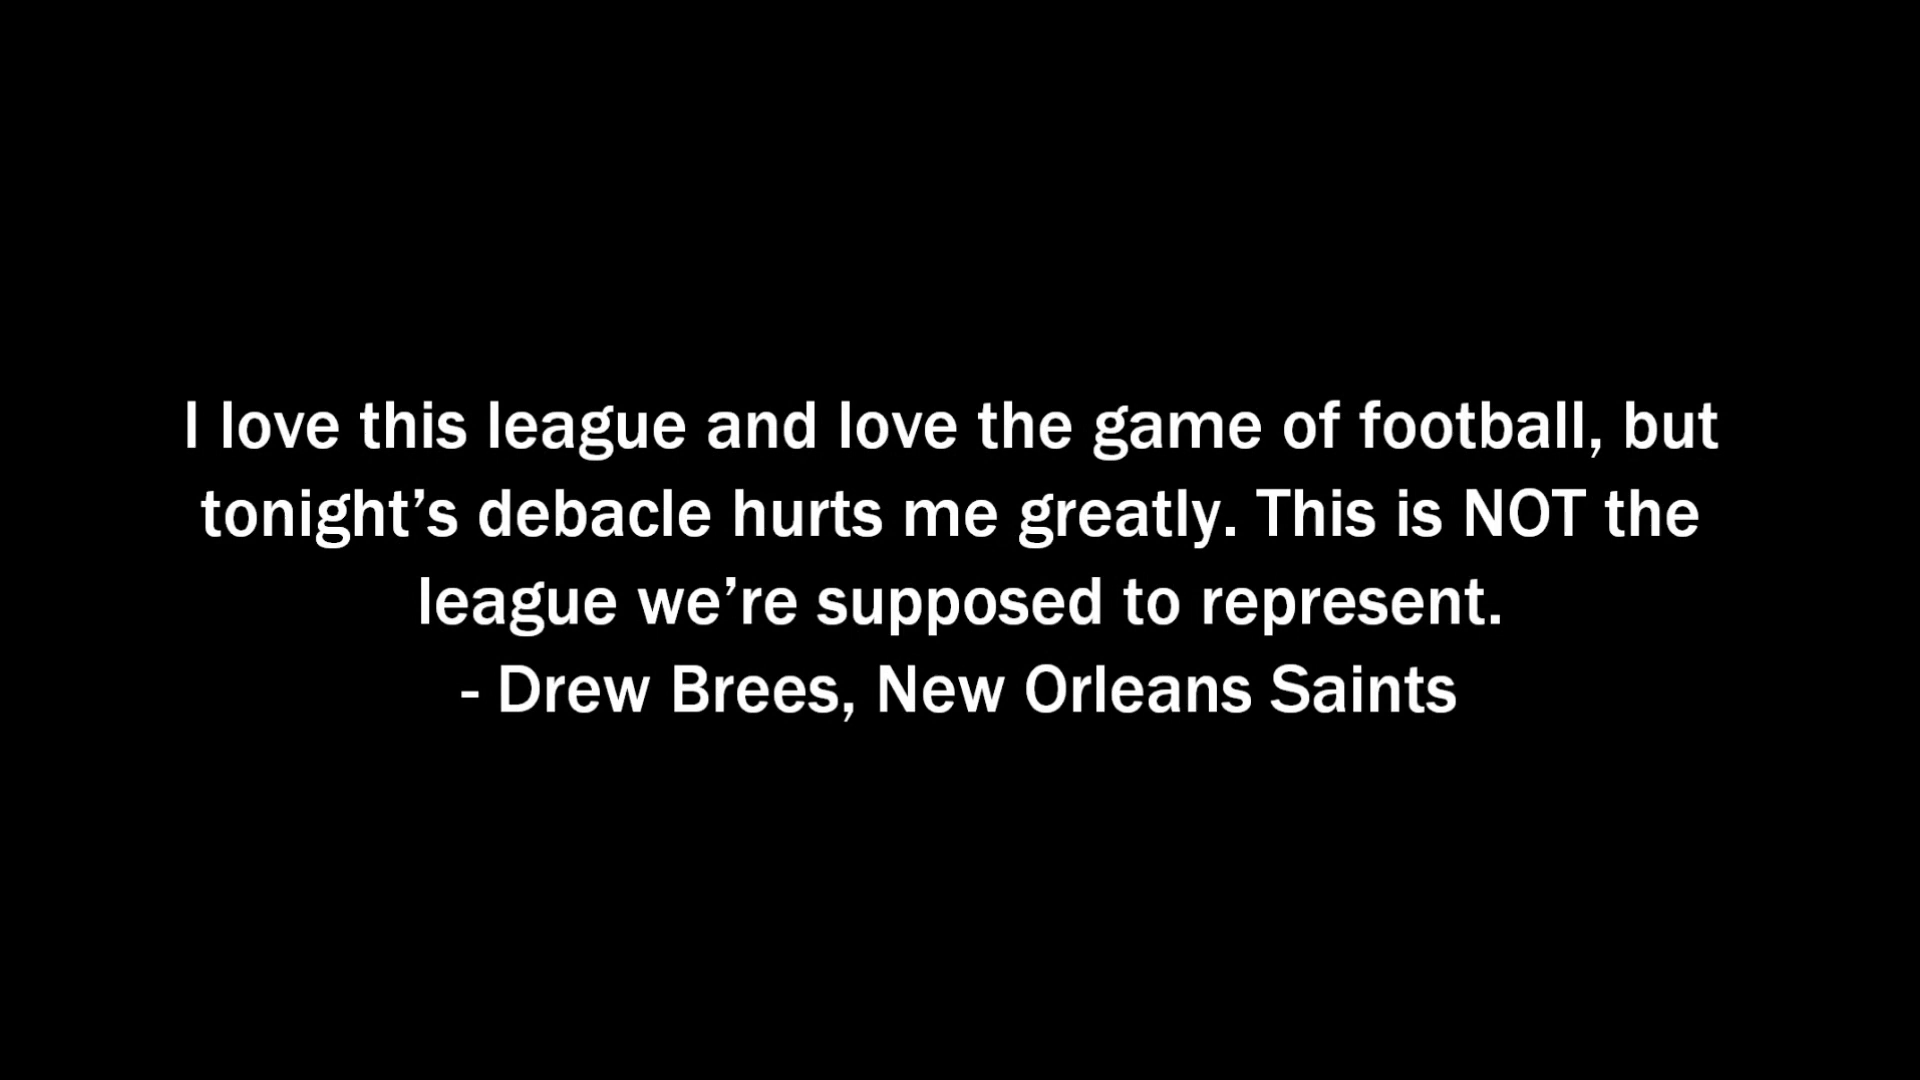 I love this league and love the game of football, but
tonight’s debacle hurts me greatly. This is NOT the
league we’re supposed to represent.
- Drew Brees, New Orleans Saints